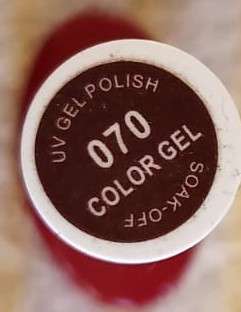 UV GEL POLISH
070
COLOR GEL
SOAK-OFF